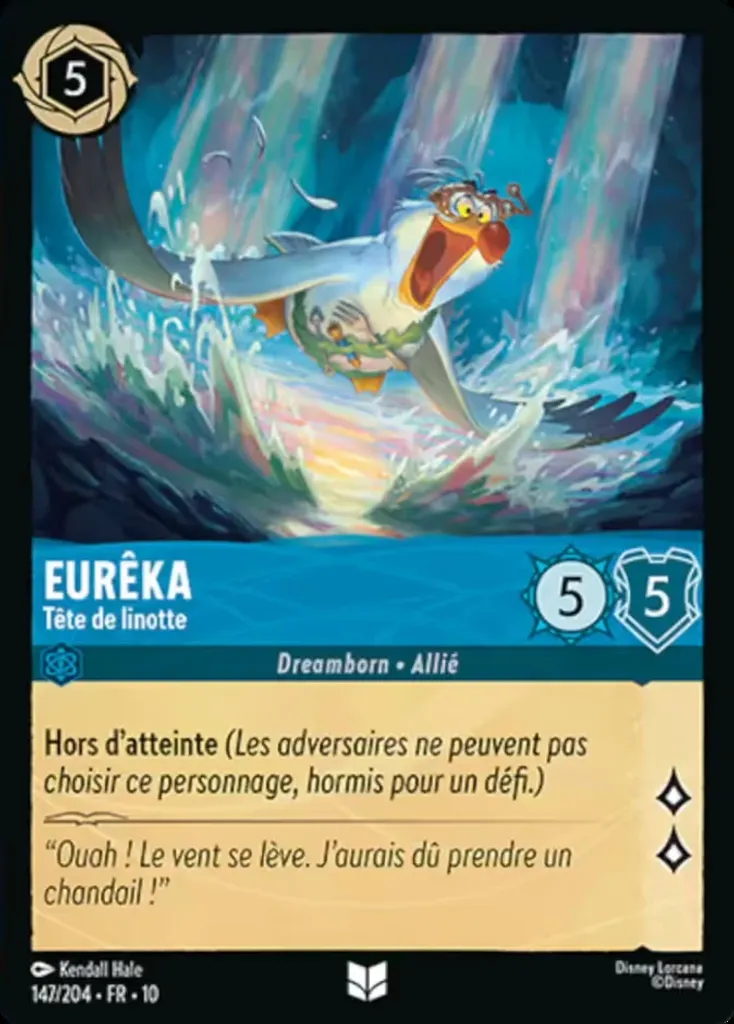 5
EURÊKA
Tête de linotte
5
5
Dreamborn • Allié
Hors d'atteinte (Les adversaires ne peuvent pas
choisir ce personnage, hormis pour un défi.)
“Ouah ! Le vent se lève. J'aurais dû prendre un
chandail !”
Kendall Hale
147/204 • FR • 10
Disney Lorcana
©Disney